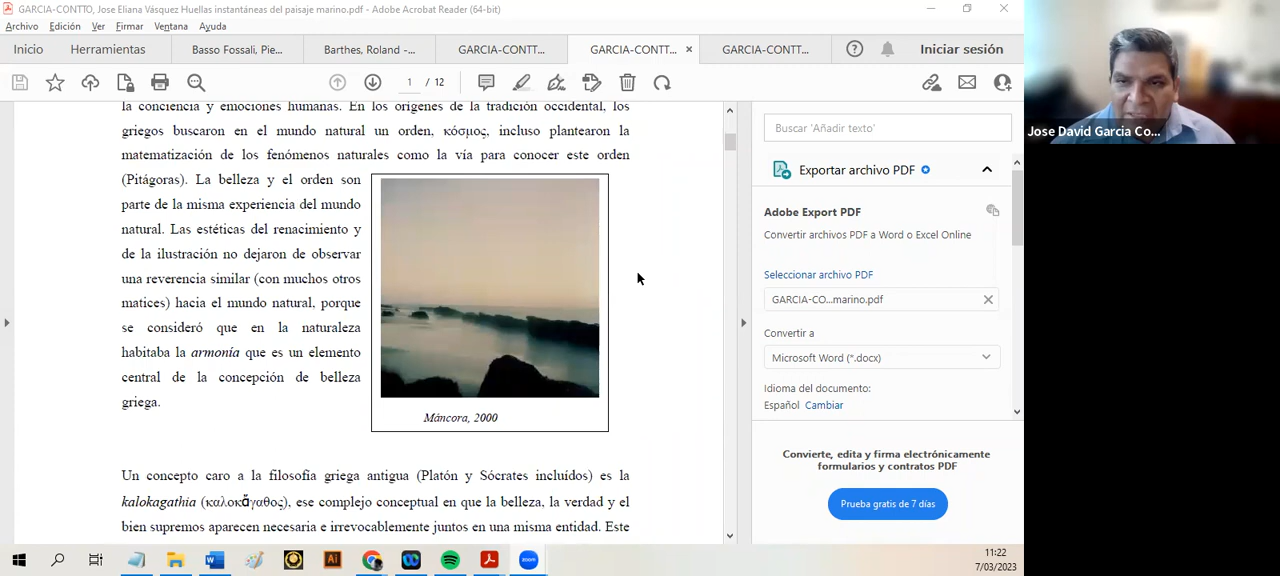 GARCIA-CONTTO, Jose Eliana Vásquez Huellas instantáneas del paisaje marino.pdf - Adobe Acrobat Reader (64-bit)
Archivo Edición Ver Firmar Ventana Ayuda
Inicio Herramientas Basso Fossali, Pie... Barthes, Roland -... GARCIA-CONTT... GARCIA-CONTT... × GARCIA-CONTT... Iniciar sesión
1 / 12
la conciencia y emociones humanas. En los orígenes de la tradición occidental, los
griegos buscaron en el mundo natural un orden, κόσμος, incluso plantearon la
matematización de los fenómenos naturales como la vía para conocer este orden
(Pitágoras). La belleza y el orden son
parte de la misma experiencia del mundo
natural. Las estéticas del renacimiento y
de la ilustración no dejaron de observar
una reverencia similar (con muchos otros
matices) hacia el mundo natural, porque
se consideró que en la naturaleza
habitaba la armonía que es un elemento
central de la concepción de belleza
griega.
Máncora, 2000
Un concepto caro a la filosofía griega antigua (Platón y Sócrates incluidos) es la
kalokagathia (καλοκἄγαθος), ese complejo conceptual en que la belleza, la verdad y el
bien supremos aparecen necesaria e irrevocablemente juntos en una misma entidad. Este
Buscar 'Añadir texto'
Exportar archivo PDF
Adobe Export PDF
Convertir archivos PDF a Word o Excel Online
Seleccionar archivo PDF
GARCIA-CO...marino.pdf
Convertir a
Microsoft Word (*.docx)
Idioma del documento:
Español Cambiar
Convierte, edita y firma electrónicamente
formularios y contratos PDF
Prueba gratis de 7 días
Jose David Garcia Co...
zoom
11:22
7/03/2023